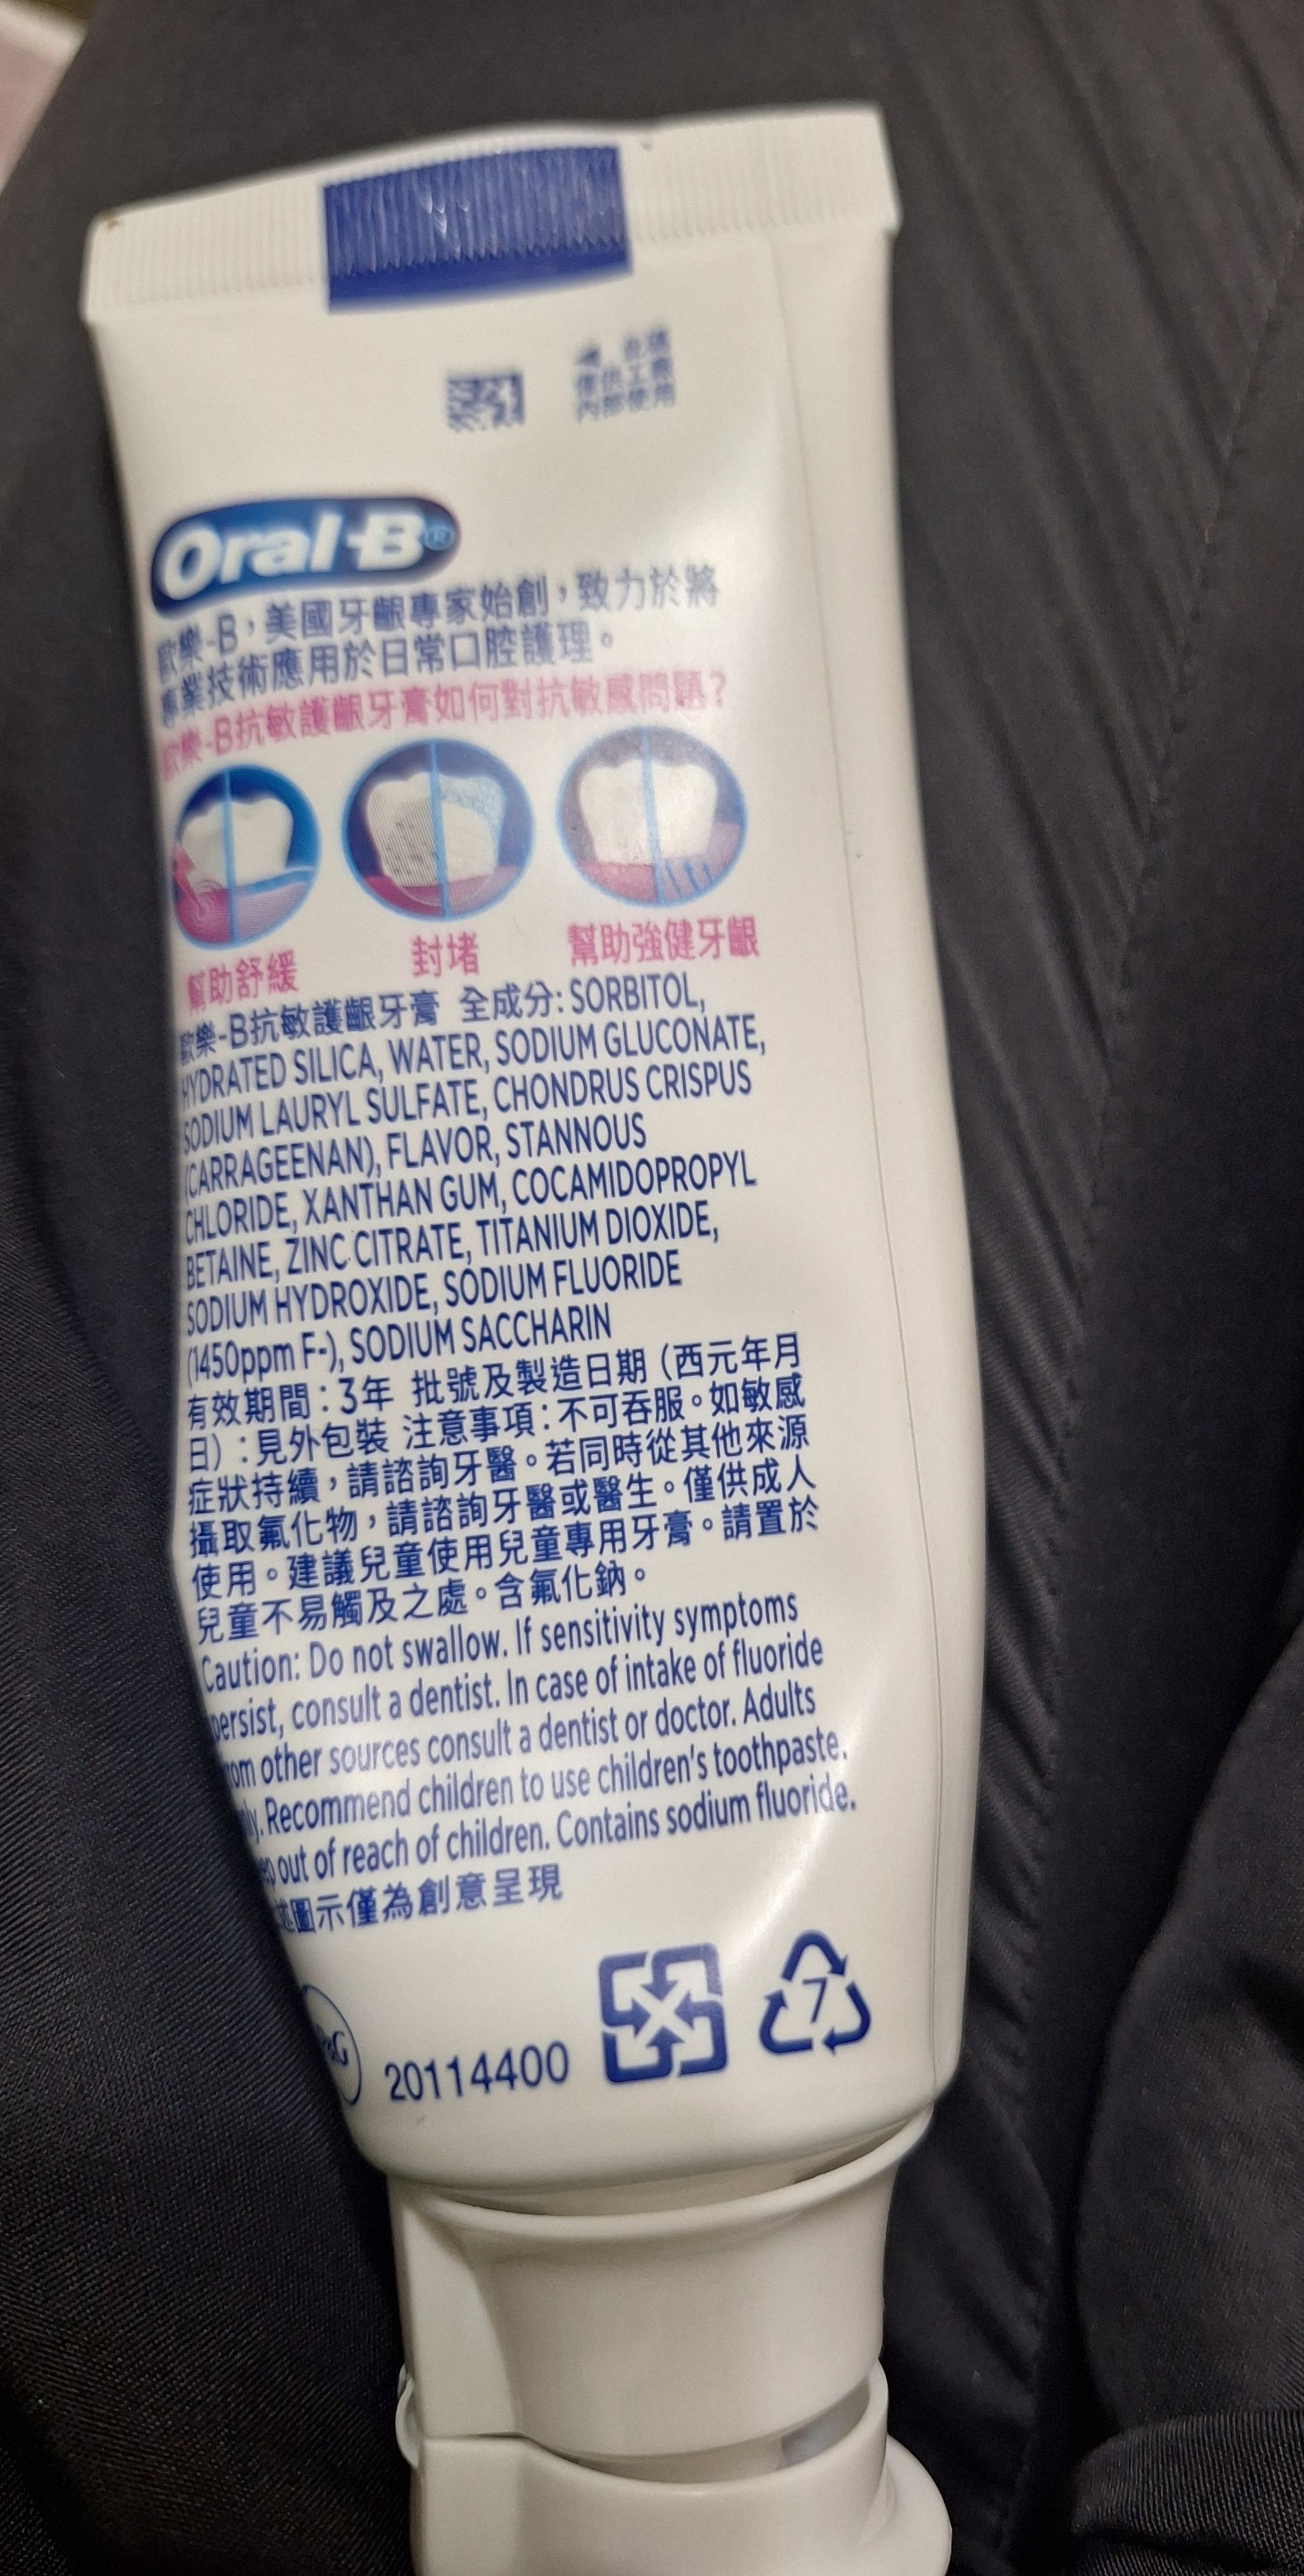 僅供工廠
內部使用
Oral-B®
歐樂-B，美國牙齦專家始創，致力於將
專業技術應用於日常口腔護理。
歐樂-B抗敏護齦牙膏如何對抗敏感問題？
幫助舒緩 封堵 幫助強健牙齦
歐樂-B抗敏護齦牙膏 全成分: SORBITOL,
HYDRATED SILICA, WATER, SODIUM GLUCONATE,
SODIUM LAURYL SULFATE, CHONDRUS CRISPUS
(CARRAGEENAN), FLAVOR, STANNOUS
CHLORIDE, XANTHAN GUM, COCAMIDOPROPYL
BETAINE, ZINC CITRATE, TITANIUM DIOXIDE,
SODIUM HYDROXIDE, SODIUM FLUORIDE
(1450ppm F-), SODIUM SACCHARIN
有效期間：3年 批號及製造日期（西元年月
日）：見外包裝 注意事項：不可吞服。如敏感
症狀持續，請諮詢牙醫。若同時從其他來源
攝取氟化物，請諮詢牙醫或醫生。僅供成人
使用。建議兒童使用兒童專用牙膏。請置於
兒童不易觸及之處。含氟化鈉。
Caution: Do not swallow. If sensitivity symptoms
persist, consult a dentist. In case of intake of fluoride
other sources consult a dentist or doctor. Adults
Recommend children to use children's toothpaste.
out of reach of children. Contains sodium fluoride.
述圖示僅為創意呈現
P&G 20114400 7